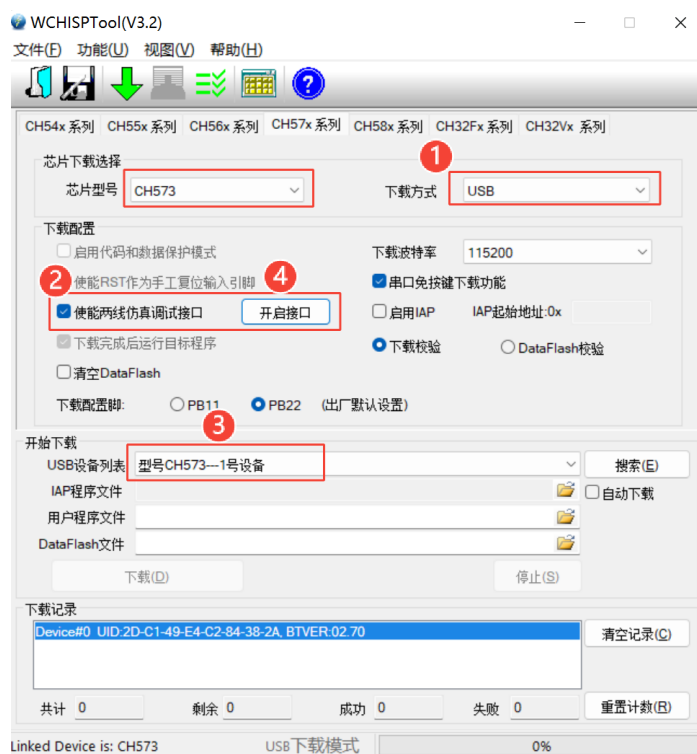 WCHISPTool(V3.2)
文件(F) 功能(U) 视图(V) 帮助(H)
?
CH54x 系列 CH55x 系列 CH56x 系列 CH57x 系列 CH58x 系列 CH32Fx 系列 CH32Vx 系列
1
芯片下载选择
芯片型号 CH573 下载方式 USB
下载配置
启用代码和数据保护模式 下载波特率 115200
2 使能RST作为手工复位输入引脚 4 串口免按键下载功能
使能两线仿真调试接口 开启接口 启用IAP IAP起始地址:0x
下载完成后运行目标程序 下载校验 DataFlash校验
清空DataFlash
下载配置脚: PB11 PB22 (出厂默认设置)
3
开始下载
USB设备列表 型号CH573---1号设备 搜索(E)
IAP程序文件 自动下载
用户程序文件
DataFlash文件
下载(D) 停止(S)
下载记录
Device#0 UID:2D-C1-49-E4-C2-84-38-2A, BTVER:02.70 清空记录(C)
共计 0 剩余 0 成功 0 失败 0 重置计数(R)
Linked Device is: CH573 USB下载模式 0%